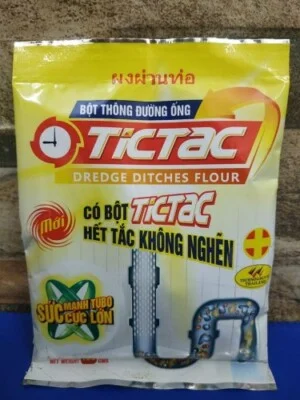 ผงผ่านท่อ
BỘT THÔNG ĐƯỜNG ỐNG
TicTac
DREDGE DITCHES FLOUR
Mới
CÓ BỘT TicTac
HẾT TẮC KHÔNG NGHẼN
SỨC MẠNH TUBO
CỰC LỚN
NET WEIGHT